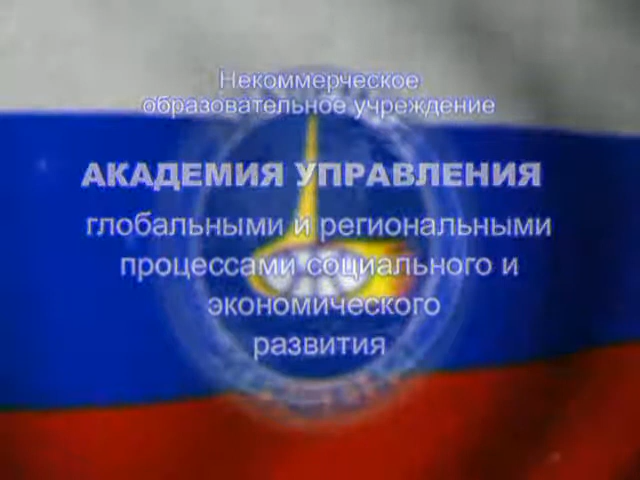 Некоммерческое
образовательное учреждение
АКАДЕМИЯ УПРАВЛЕНИЯ
глобальными и региональными
процессами социального и
экономического
развития